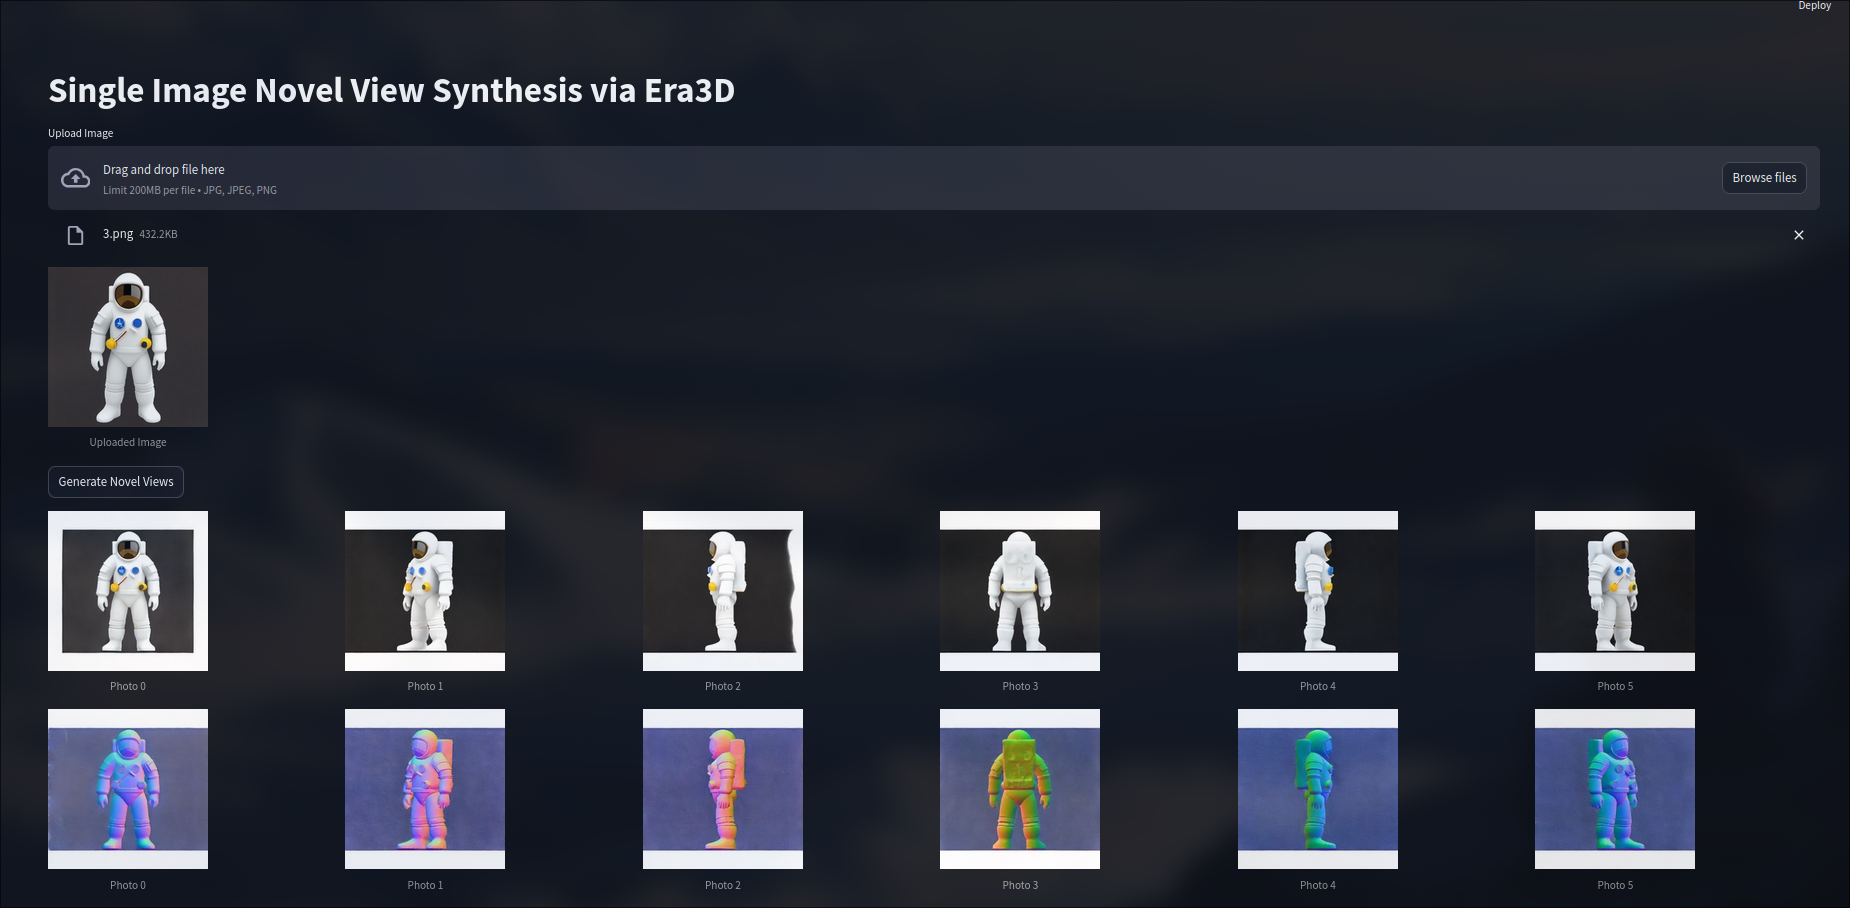 Deploy
Single Image Novel View Synthesis via Era3D
Upload Image
Drag and drop file here
Limit 200MB per file • JPG, JPEG, PNG
Browse files
3.png 432.2KB
Uploaded Image
Generate Novel Views
Photo 0 Photo 1 Photo 2 Photo 3 Photo 4 Photo 5
Photo 0 Photo 1 Photo 2 Photo 3 Photo 4 Photo 5